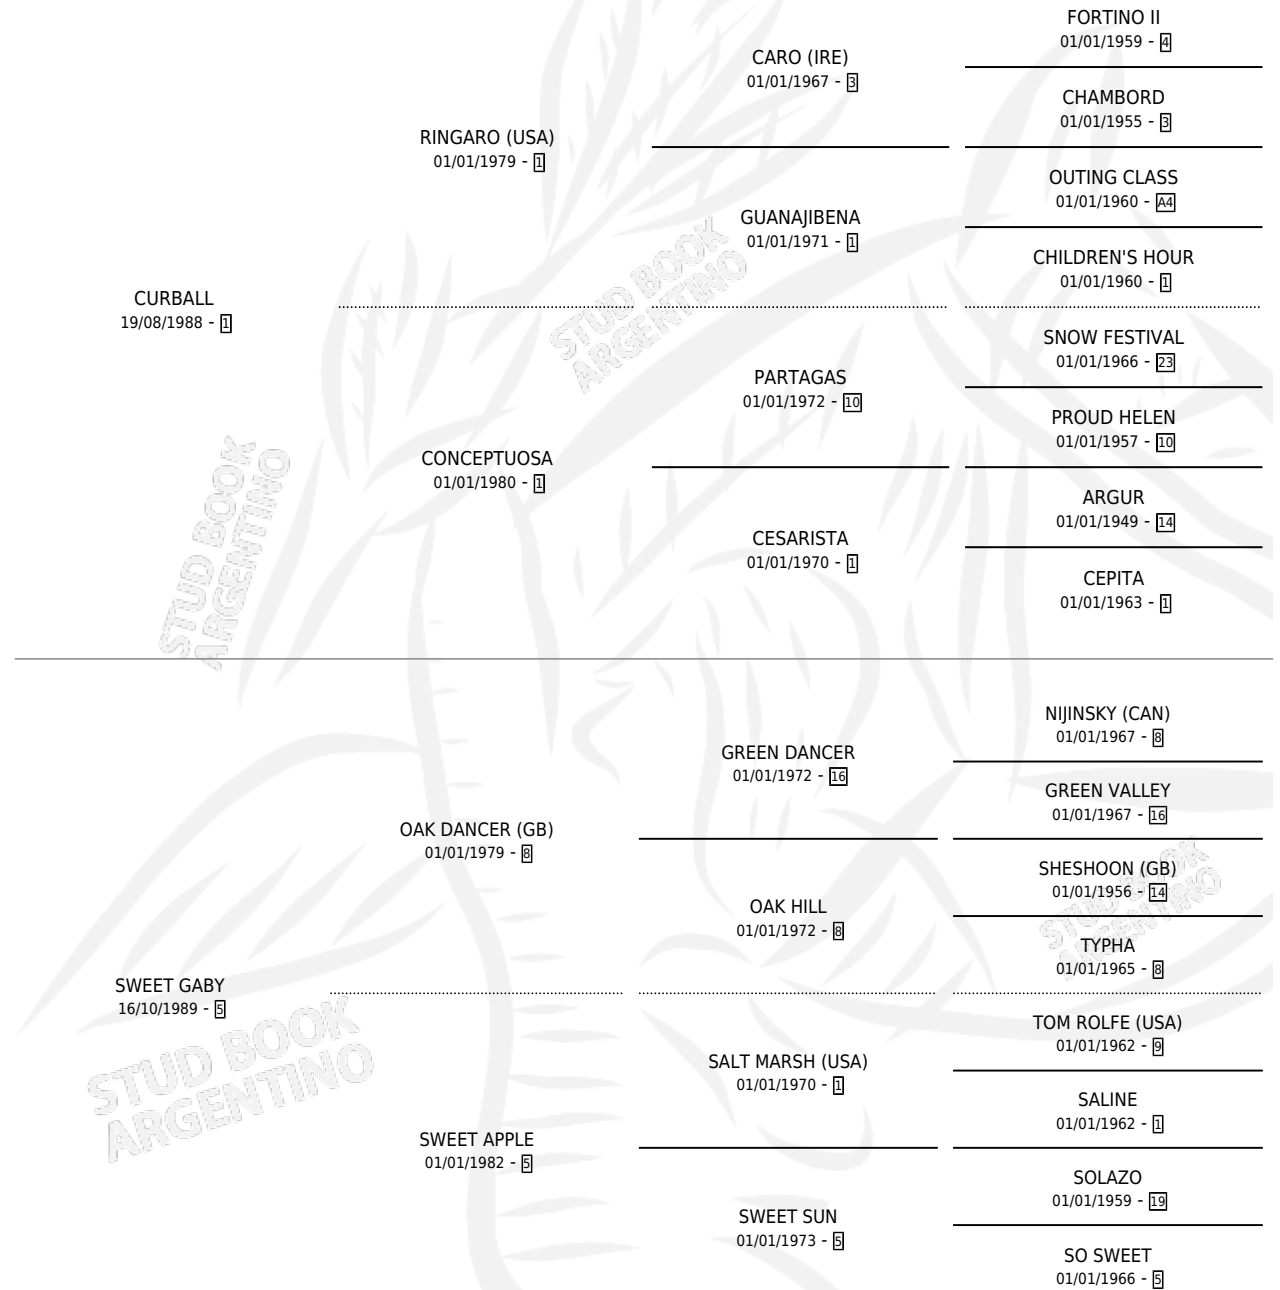 FORTINO II
01/01/1959 - 4
CARO (IRE)
01/01/1967 - 3
CHAMBORD
01/01/1955 - 3
RINGARO (USA)
01/01/1979 - 1
OUTING CLASS
01/01/1960 - A4
GUANAJIBENA
01/01/1971 - 1
CHILDREN'S HOUR
01/01/1960 - 1
CURBALL
19/08/1988 - 1
SNOW FESTIVAL
01/01/1966 - 23
PARTAGAS
01/01/1972 - 10
PROUD HELEN
01/01/1957 - 10
CONCEPTUOSA
01/01/1980 - 1
ARGUR
01/01/1949 - 14
CESARISTA
01/01/1970 - 1
CEPITA
01/01/1963 - 1
NIJINSKY (CAN)
01/01/1967 - 8
GREEN DANCER
01/01/1972 - 16
GREEN VALLEY
01/01/1967 - 16
OAK DANCER (GB)
01/01/1979 - 8
SHESHOON (GB)
01/01/1956 - 14
OAK HILL
01/01/1972 - 8
TYPHA
01/01/1965 - 8
SWEET GABY
16/10/1989 - 5
TOM ROLFE (USA)
01/01/1962 - 9
SALT MARSH (USA)
01/01/1970 - 1
SALINE
01/01/1962 - 1
SWEET APPLE
01/01/1982 - 5
SOLAZO
01/01/1959 - 19
SWEET SUN
01/01/1973 - 5
SO SWEET
01/01/1966 - 5
STUD BOOK
ARGENTINO
STUD BOOK
ARGENTINO
STUD BOOK
ARGENTINO
STUD BOOK
ARGENTINO